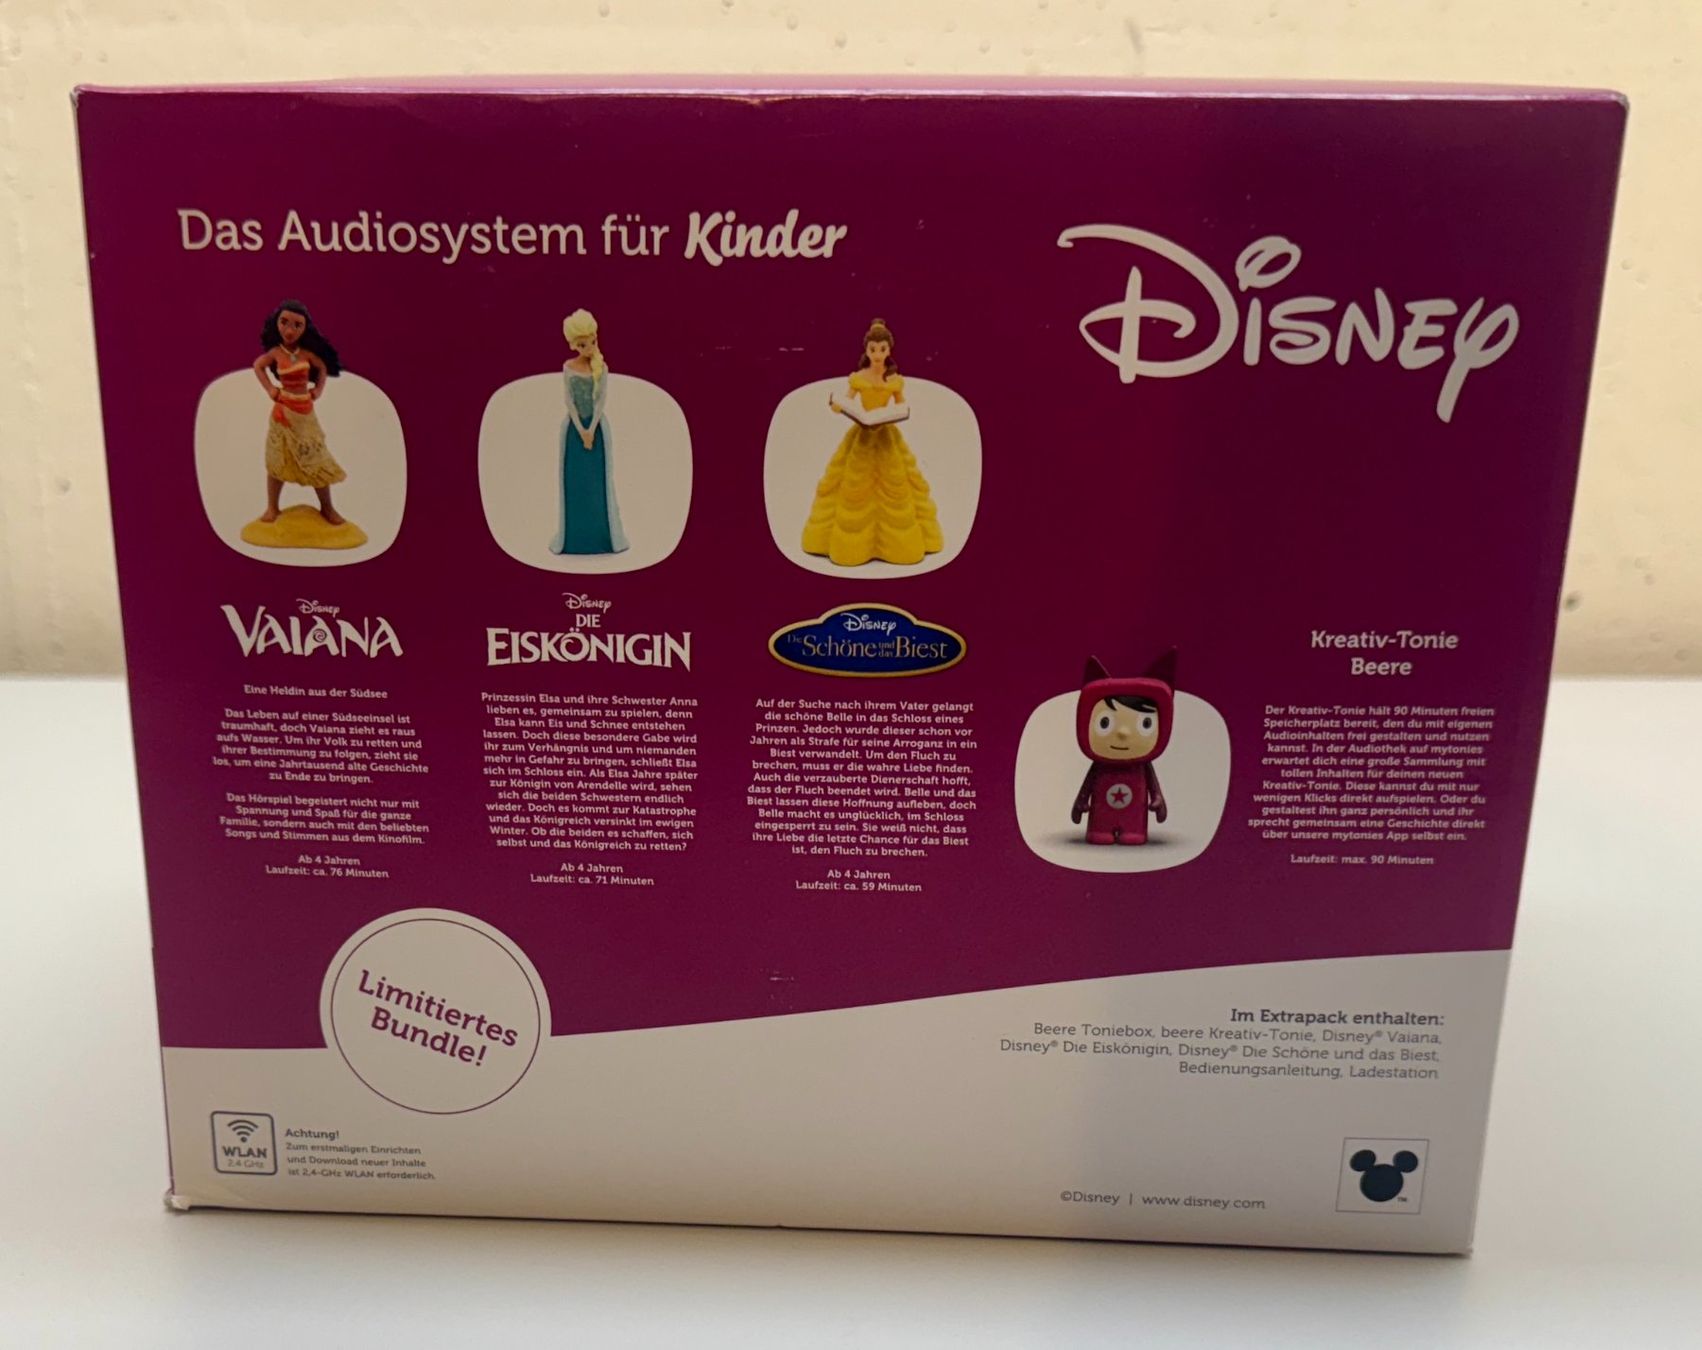 Das Audiosystem für Kinder
Disney
Disney
VAIANA
Eine Heldin aus der Südsee
Das Leben auf einer Südseeinsel ist
traumhaft, doch Vaiana zieht es raus
aufs Wasser. Um ihr Volk zu retten und
ihrer Bestimmung zu folgen, zieht sie
los, um eine Jahrtausend alte Geschichte
zu Ende zu bringen.
Das Hörspiel begeistert nicht nur mit
Spannung und Spaß für die ganze
Familie, sondern auch mit den beliebten
Songs und Stimmen aus dem Kinofilm.
Ab 4 Jahren
Laufzeit: ca. 76 Minuten
Disney
DIE
EISKÖNIGIN
Prinzessin Elsa und ihre Schwester Anna
lieben es, gemeinsam zu spielen, denn
Elsa kann Eis und Schnee entstehen
lassen. Doch diese besondere Gabe wird
ihr zum Verhängnis und um niemanden
mehr in Gefahr zu bringen, schließt Elsa
sich im Schloss ein. Als Elsa Jahre später
zur Königin von Arendelle wird, sehen
sich die beiden Schwestern endlich
wieder. Doch es kommt zur Katastrophe
und das Königreich versinkt im ewigen
Winter. Ob die beiden es schaffen, sich
selbst und das Königreich zu retten?
Ab 4 Jahren
Laufzeit: ca. 71 Minuten
Disney
Die Schöne und das Biest
Auf der Suche nach ihrem Vater gelangt
die schöne Belle in das Schloss eines
Prinzen. Jedoch wurde dieser schon vor
Jahren als Strafe für seine Arroganz in ein
Biest verwandelt. Um den Fluch zu
brechen, muss er die wahre Liebe finden.
Auch die verzauberte Dienerschaft hofft,
dass der Fluch beendet wird. Belle und das
Biest lassen diese Hoffnung aufleben, doch
Belle macht es unglücklich, im Schloss
eingesperrt zu sein. Sie weiß nicht, dass
ihre Liebe die letzte Chance für das Biest
ist, den Fluch zu brechen.
Ab 4 Jahren
Laufzeit: ca. 59 Minuten
Kreativ-Tonie
Beere
Der Kreativ-Tonie hält 90 Minuten freien
Speicherplatz bereit, den du mit eigenen
Audioinhalten frei gestalten und nutzen
kannst. In der Audiothek auf mytonies
erwartet dich eine große Sammlung mit
tollen Inhalten für deinen neuen
Kreativ-Tonie. Diese kannst du mit nur
wenigen Klicks direkt aufspielen. Oder du
gestaltest ihn ganz persönlich und ihr
sprecht gemeinsam eine Geschichte direkt
über unsere mytonies App selbst ein.
Laufzeit: max. 90 Minuten
Limitiertes
Bundle!
Im Extrapack enthalten:
Beere Toniebox, beere Kreativ-Tonie, Disney® Vaiana,
Disney® Die Eiskönigin, Disney® Die Schöne und das Biest,
Bedienungsanleitung, Ladestation
WLAN
2,4 GHz
Achtung!
Zum erstmaligen Einrichten
und Download neuer Inhalte
ist 2,4-GHz WLAN erforderlich.
©Disney | www.disney.com
TM